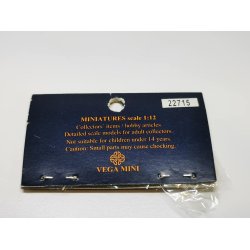 22715
MINIATURES scale 1:12
Collectors' items / hobby articles
Detailed scale models for adult collectors.
Not suitable for children under 14 years.
Caution: Small parts may cause chocking.
VEGA MINI